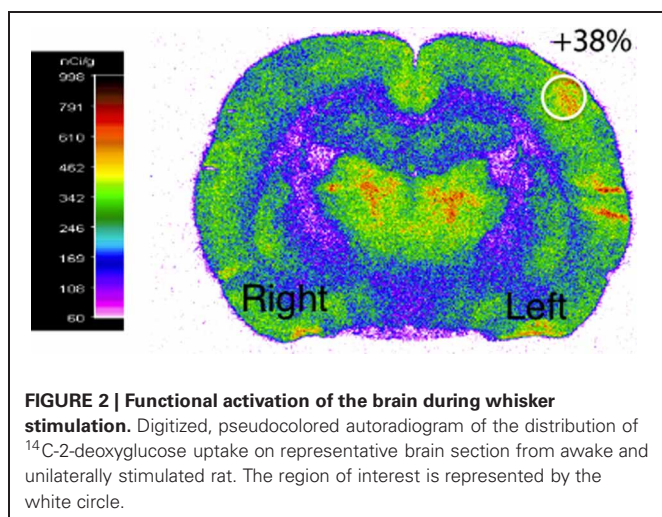 nCi/g
998
791
610
462
342
246
169
108
60
+38%
Right
Left
FIGURE 2 | Functional activation of the brain during whisker
stimulation. Digitized, pseudocolored autoradiogram of the distribution of
¹⁴C-2-deoxyglucose uptake on representative brain section from awake and
unilaterally stimulated rat. The region of interest is represented by the
white circle.